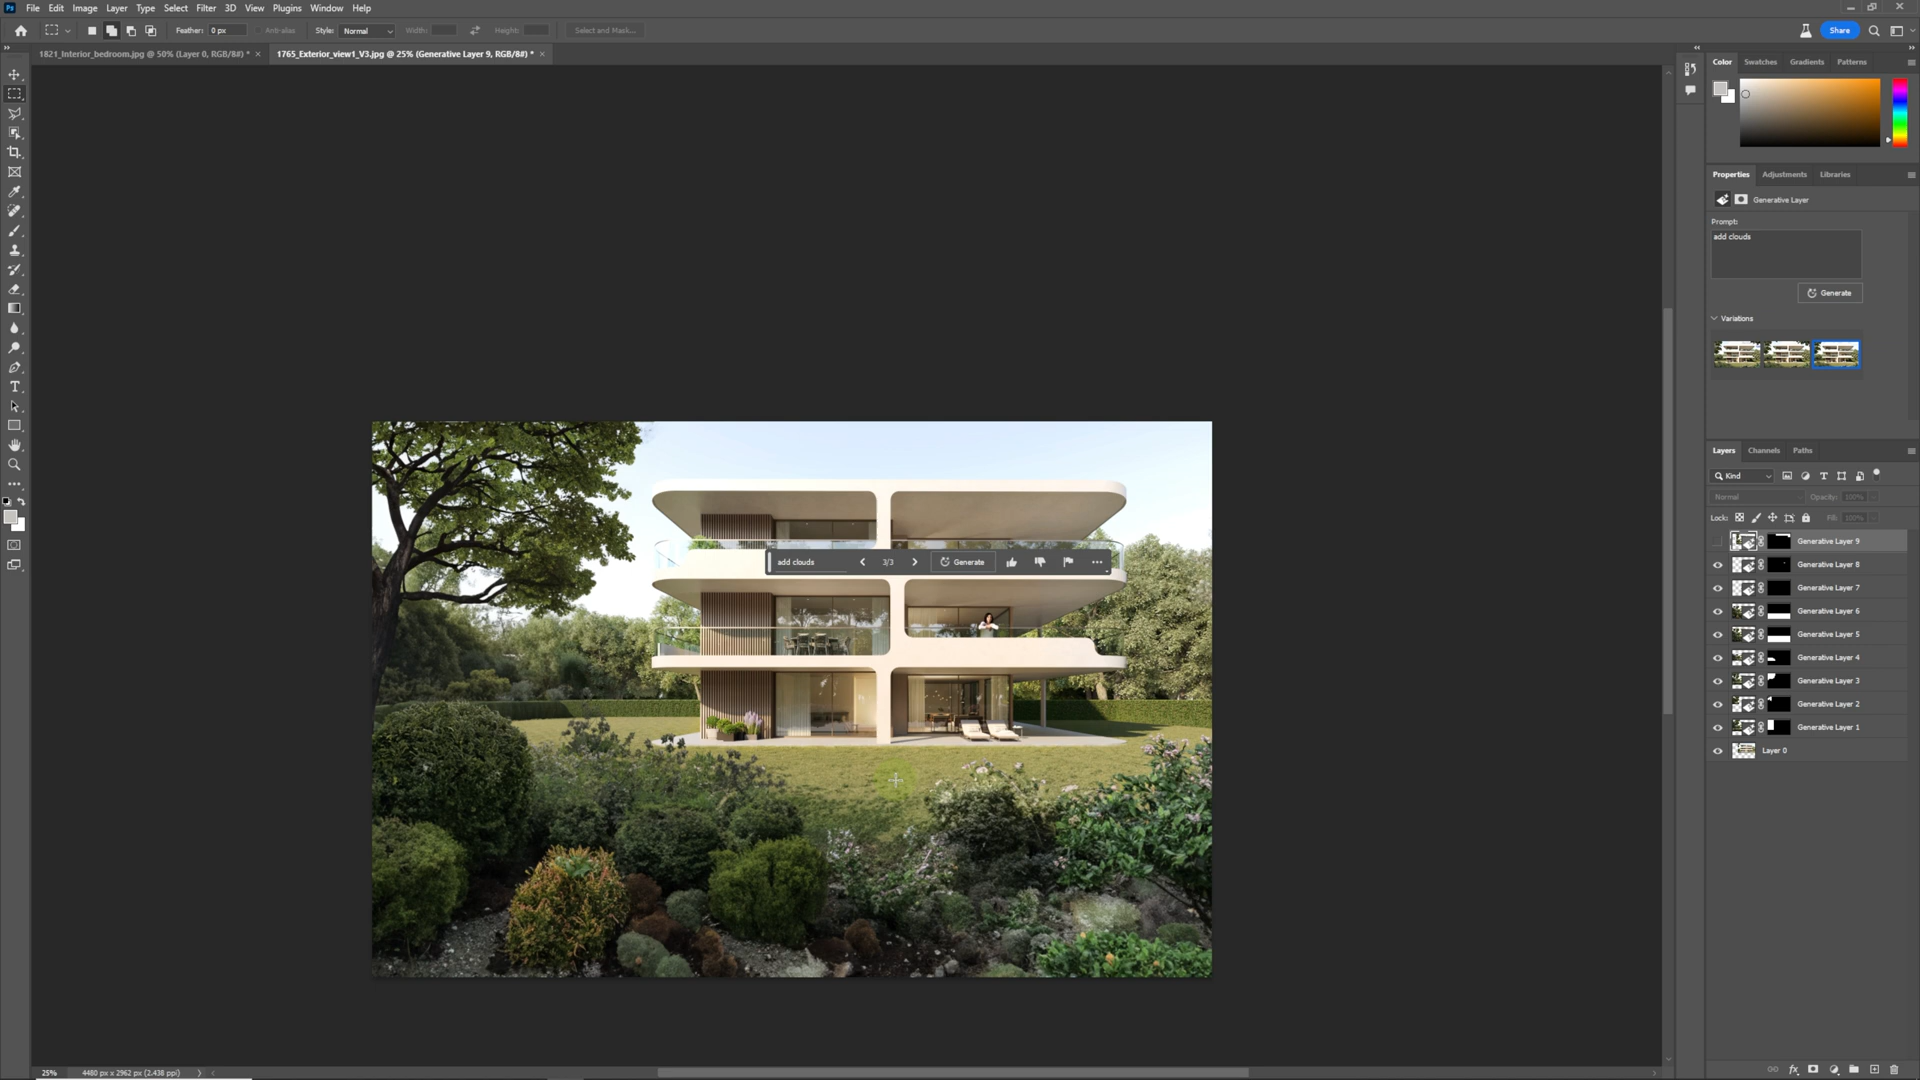 Ps File Edit Image Layer Type Select Filter 3D View Plugins Window Help
Feather: 0 px Anti-alias Style: Normal Width: Height: Select and Mask... Share
1821_Interior_bedroom.jpg @ 50% (Layer 0, RGB/8#) * × 1765_Exterior_view1_V3.jpg @ 25% (Generative Layer 9, RGB/8#) * ×
Color Swatches Gradients Patterns
Properties Adjustments Libraries
Generative Layer
Prompt:
add clouds
Generate
Variations
add clouds 3/3 Generate
Layers Channels Paths
Kind
Normal Opacity: 100%
Lock: Fill: 100%
Generative Layer 9
Generative Layer 8
Generative Layer 7
Generative Layer 6
Generative Layer 5
Generative Layer 4
Generative Layer 3
Generative Layer 2
Generative Layer 1
Layer 0
25% 4480 px x 2962 px (2.438 ppi)